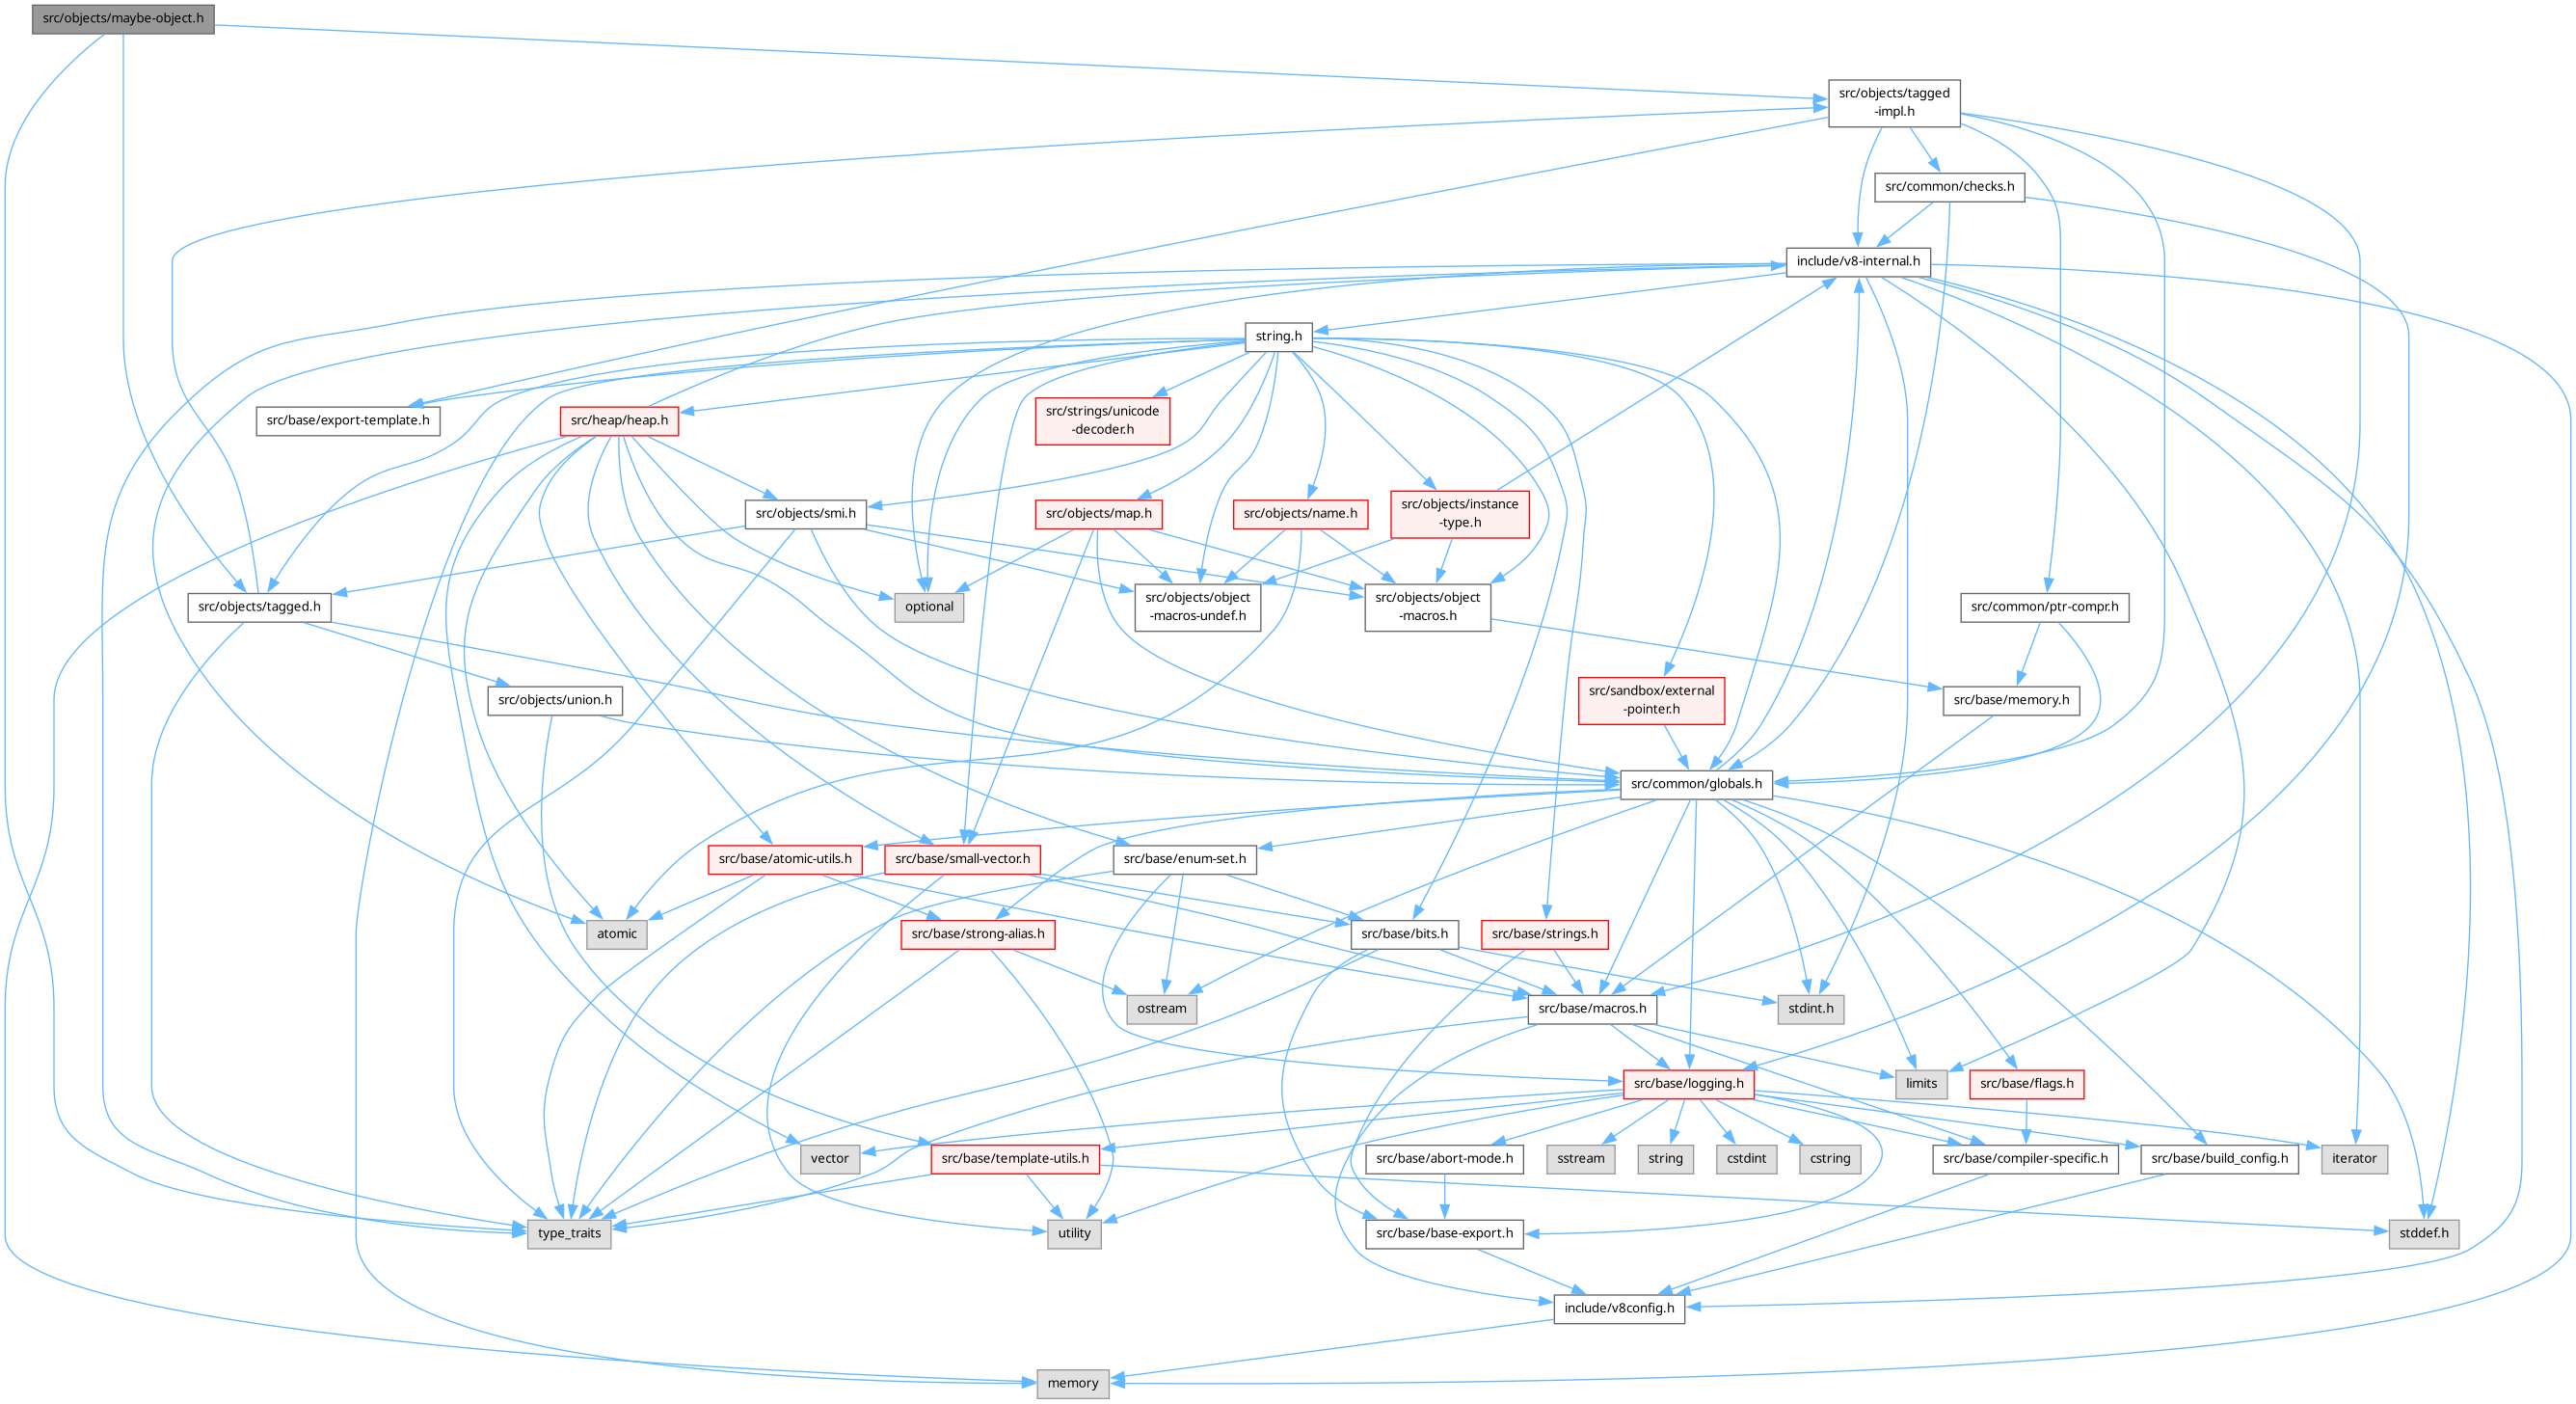 src/objects/maybe-object.h
src/objects/tagged
-impl.h
src/common/checks.h
include/v8-internal.h
string.h
src/base/export-template.h
src/heap/heap.h
src/strings/unicode
-decoder.h
src/objects/smi.h
src/objects/map.h
src/objects/name.h
src/objects/instance
-type.h
src/objects/tagged.h
optional
src/objects/object
-macros-undef.h
src/objects/object
-macros.h
src/common/ptr-compr.h
src/objects/union.h
src/sandbox/external
-pointer.h
src/base/memory.h
src/common/globals.h
src/base/atomic-utils.h
src/base/small-vector.h
src/base/enum-set.h
atomic
src/base/strong-alias.h
src/base/bits.h
src/base/strings.h
ostream
src/base/macros.h
stdint.h
src/base/logging.h
limits
src/base/flags.h
vector
src/base/template-utils.h
src/base/abort-mode.h
sstream
string
cstdint
cstring
src/base/compiler-specific.h
src/base/build_config.h
iterator
type_traits
utility
src/base/base-export.h
stddef.h
include/v8config.h
memory